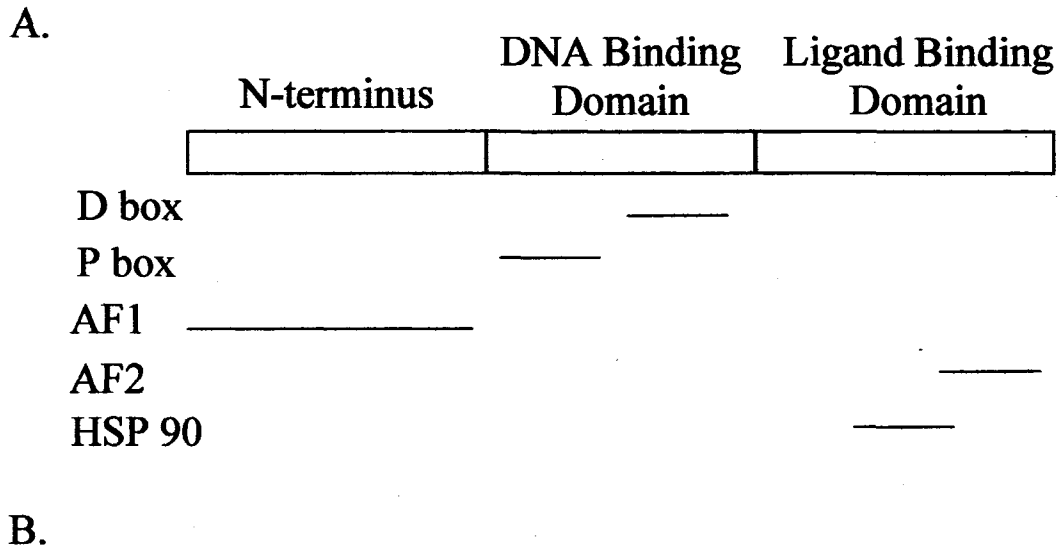 A.
DNA Binding Ligand Binding
N-terminus Domain Domain
D box
P box
AF1
AF2
HSP 90
B.